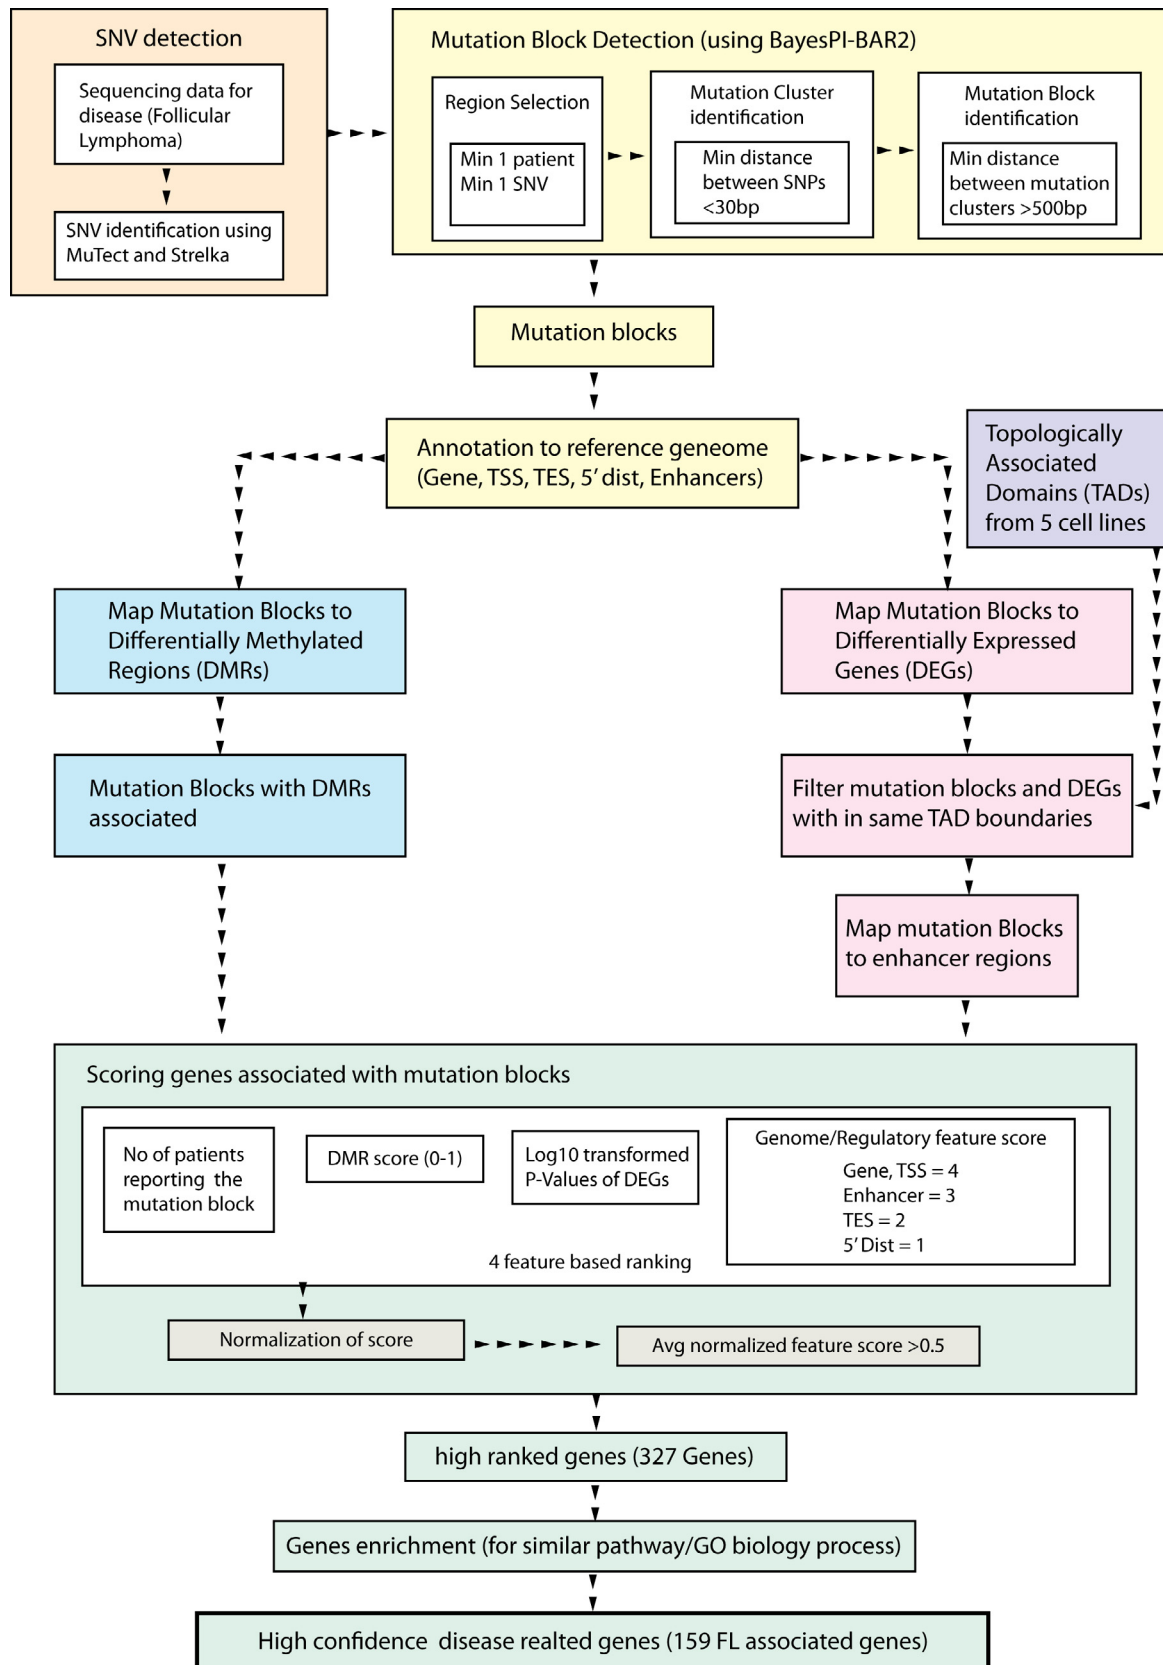 SNV detection
Sequencing data for
disease (Follicular
Lymphoma)
SNV identification using
MuTect and Strelka
Mutation Block Detection (using BayesPI-BAR2)
Region Selection
Min 1 patient
Min 1 SNV
Mutation Cluster
identification
Min distance
between SNPs
<30bp
Mutation Block
identification
Min distance
between mutation
clusters >500bp
Mutation blocks
Annotation to reference geneome
(Gene, TSS, TES, 5' dist, Enhancers)
Topologically
Associated
Domains (TADs)
from 5 cell lines
Map Mutation Blocks to
Differentially Methylated
Regions (DMRs)
Map Mutation Blocks to
Differentially Expressed
Genes (DEGs)
Mutation Blocks with DMRs
associated
Filter mutation blocks and DEGs
with in same TAD boundaries
Map mutation Blocks
to enhancer regions
Scoring genes associated with mutation blocks
No of patients
reporting the
mutation block
DMR score (0-1)
Log10 transformed
P-Values of DEGs
Genome/Regulatory feature score
Gene, TSS = 4
Enhancer = 3
TES = 2
5' Dist = 1
4 feature based ranking
Normalization of score
Avg normalized feature score >0.5
high ranked genes (327 Genes)
Genes enrichment (for similar pathway/GO biology process)
High confidence disease realted genes (159 FL associated genes)